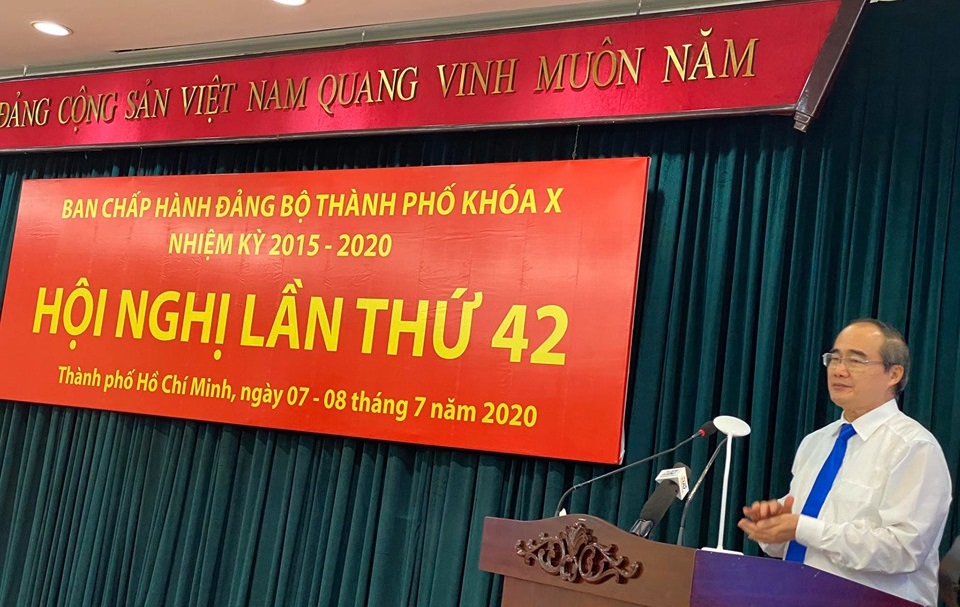 ĐẢNG CỘNG SẢN VIỆT NAM QUANG VINH MUÔN NĂM
BAN CHẤP HÀNH ĐẢNG BỘ THÀNH PHỐ KHÓA X
NHIỆM KỲ 2015 - 2020
HỘI NGHỊ LẦN THỨ 42
Thành phố Hồ Chí Minh, ngày 07 - 08 tháng 7 năm 2020